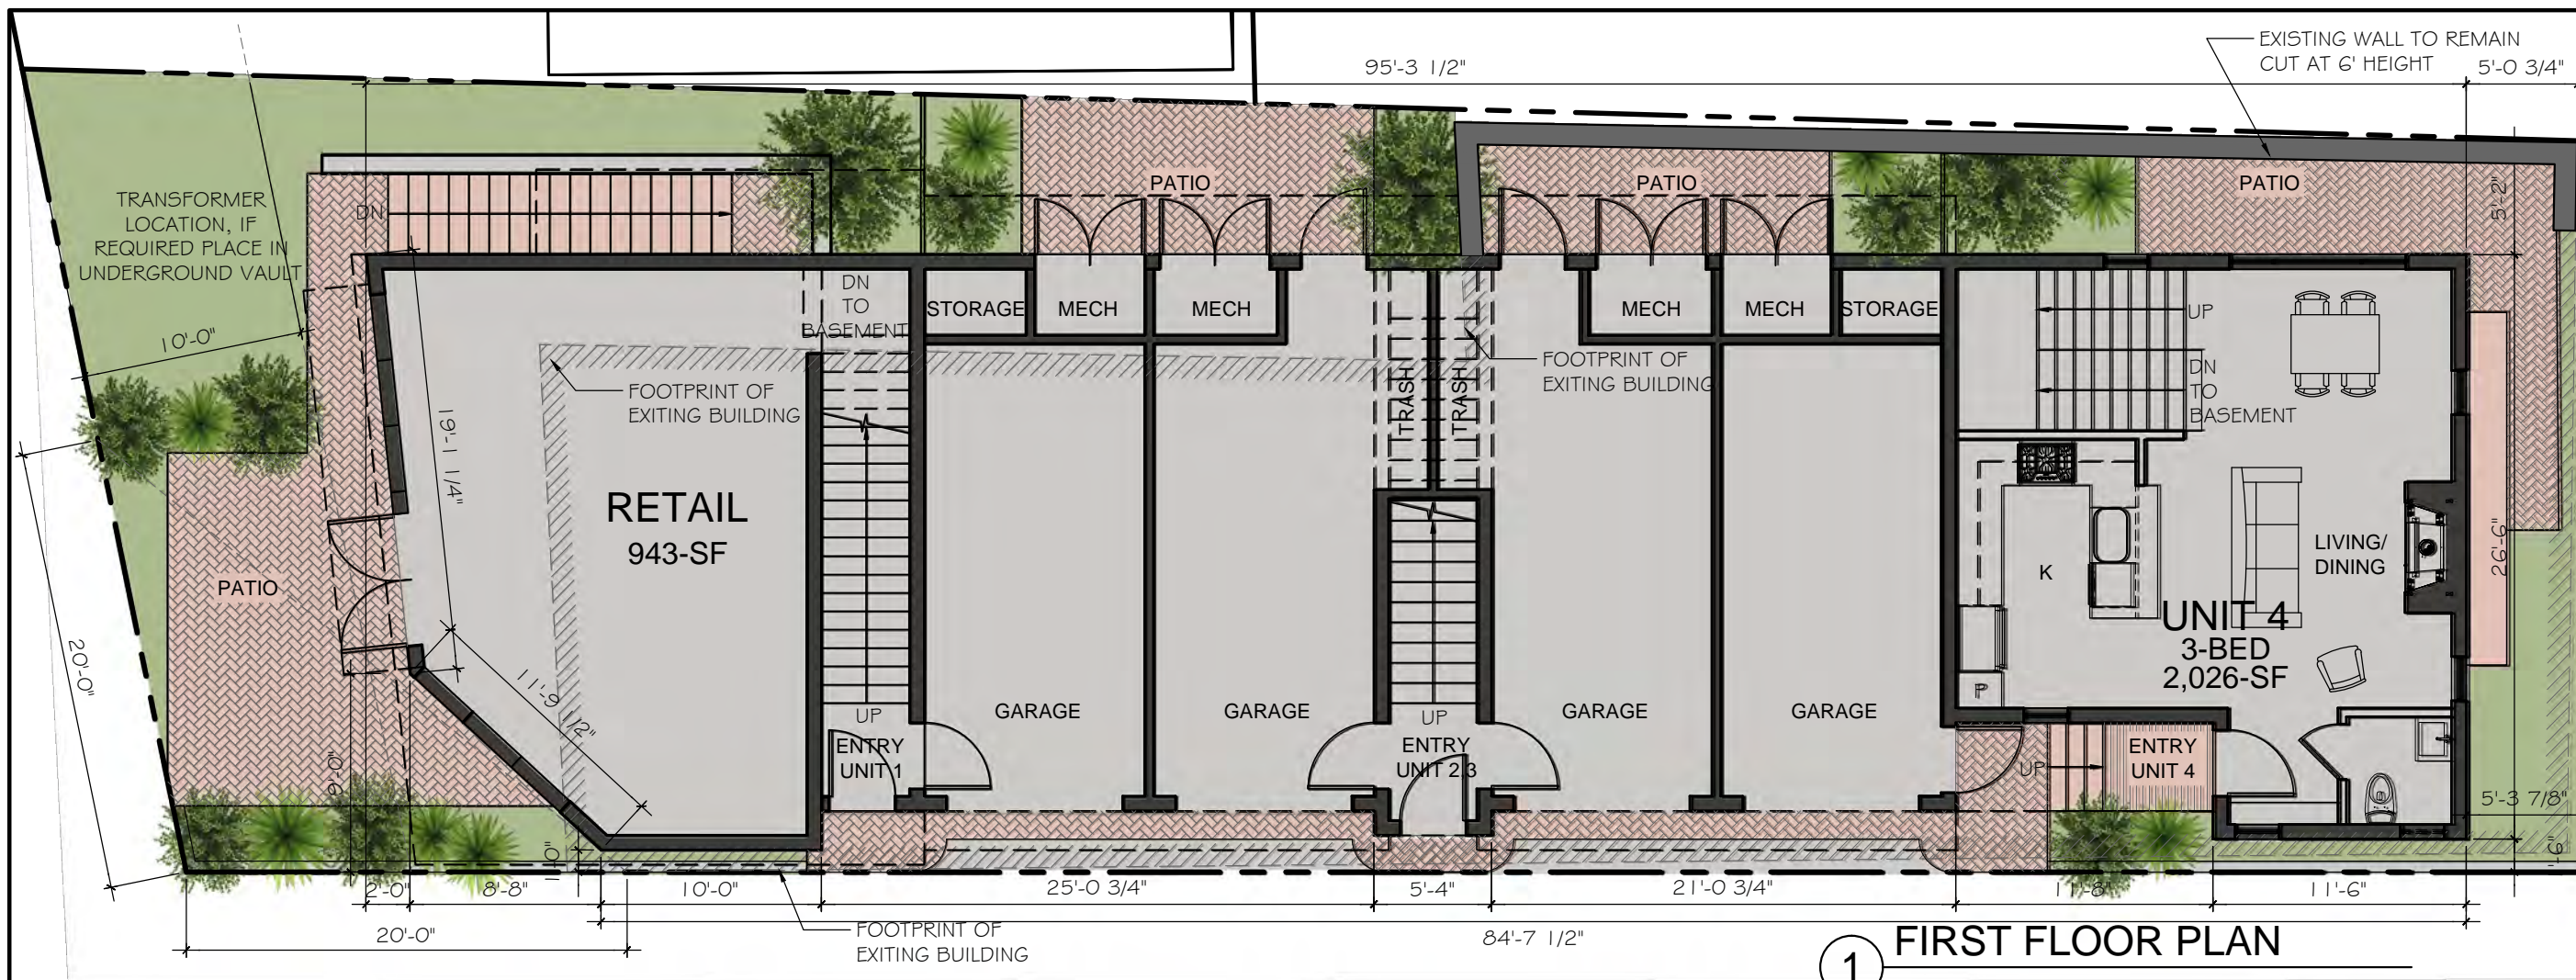 EXISTING WALL TO REMAIN
CUT AT 6' HEIGHT
95'-3 1/2"
5'-0 3/4"
TRANSFORMER
LOCATION, IF
REQUIRED PLACE IN
UNDERGROUND VAULT
DN
PATIO
PATIO
PATIO
5'-2"
10'-0"
DN
TO
BASEMENT
STORAGE
MECH
MECH
MECH
MECH
STORAGE
UP
DN
TO
BASEMENT
FOOTPRINT OF
EXITING BUILDING
FOOTPRINT OF
EXITING BUILDING
TRASH
TRASH
19'-1 1/4"
RETAIL
943-SF
PATIO
K
LIVING/
DINING
26'-6"
UNIT 4
3-BED
2,026-SF
P
20'-0"
11'-9 1/2"
GARAGE
GARAGE
GARAGE
GARAGE
UP
ENTRY
UNIT 1
UP
ENTRY
UNIT 2,3
UP
ENTRY
UNIT 4
5'-3 7/8"
2'-0"
8'-8"
10'-0"
25'-0 3/4"
5'-4"
21'-0 3/4"
11'-8"
11'-6"
20'-0"
FOOTPRINT OF
EXITING BUILDING
84'-7 1/2"
1
FIRST FLOOR PLAN